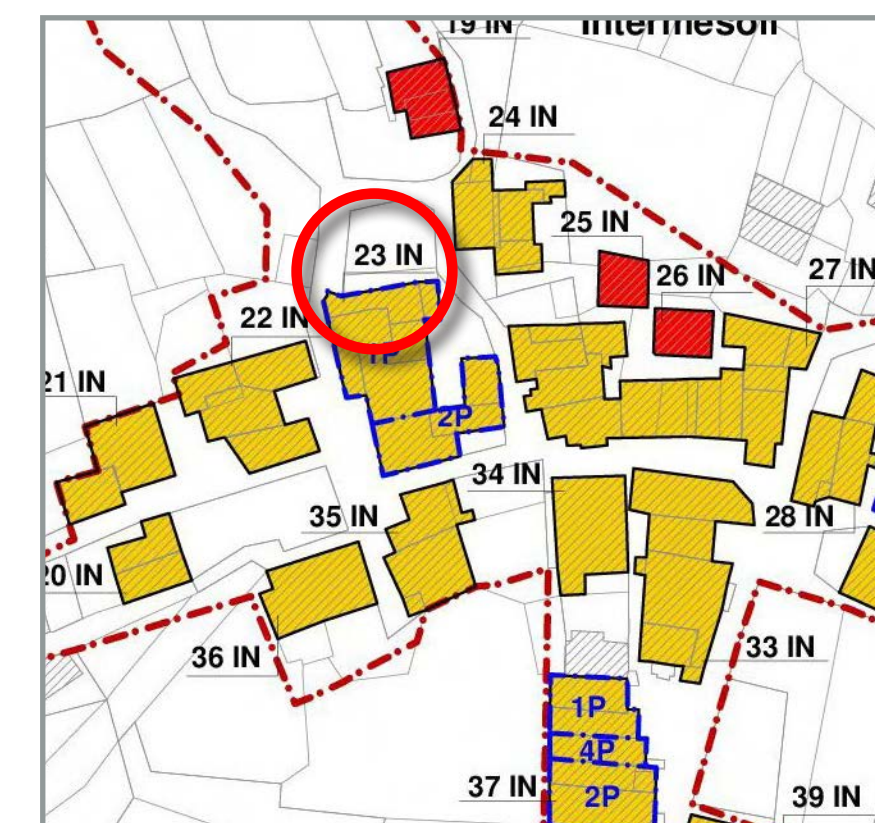 19 IN
Intermesoli
24 IN
25 IN
23 IN
26 IN
27 IN
22 IN
1P
21 IN
2P
34 IN
35 IN
28 IN
20 IN
36 IN
33 IN
1P
4P
37 IN
2P
39 IN